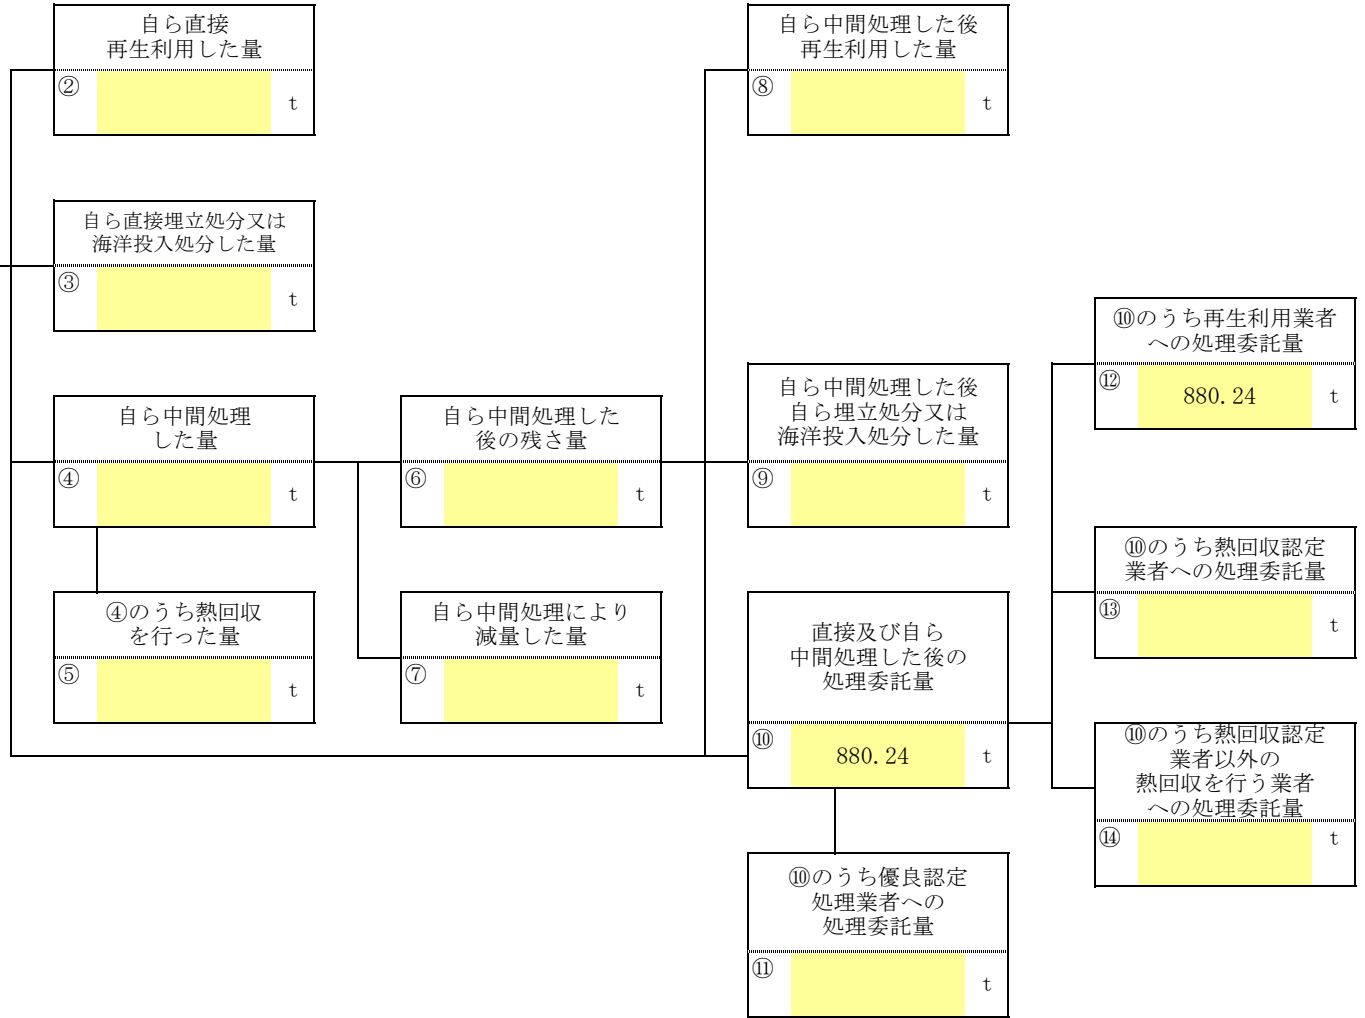 自ら直接
再生利用した量
②
t
自ら中間処理した後
再生利用した量
⑧
t
自ら直接埋立処分又は
海洋投入処分した量
③
t
⑩のうち再生利用業者
への処理委託量
⑫
880.24
t
自ら中間処理
した量
④
t
自ら中間処理した
後の残さ量
⑥
t
自ら中間処理した後
自ら埋立処分又は
海洋投入処分した量
⑨
t
⑩のうち熱回収認定
業者への処理委託量
⑬
t
④のうち熱回収
を行った量
⑤
t
自ら中間処理により
減量した量
⑦
t
直接及び自ら
中間処理した後の
処理委託量
⑩
880.24
t
⑩のうち熱回収認定
業者以外の
熱回収を行う業者
への処理委託量
⑭
t
⑩のうち優良認定
処理業者への
処理委託量
⑪
t